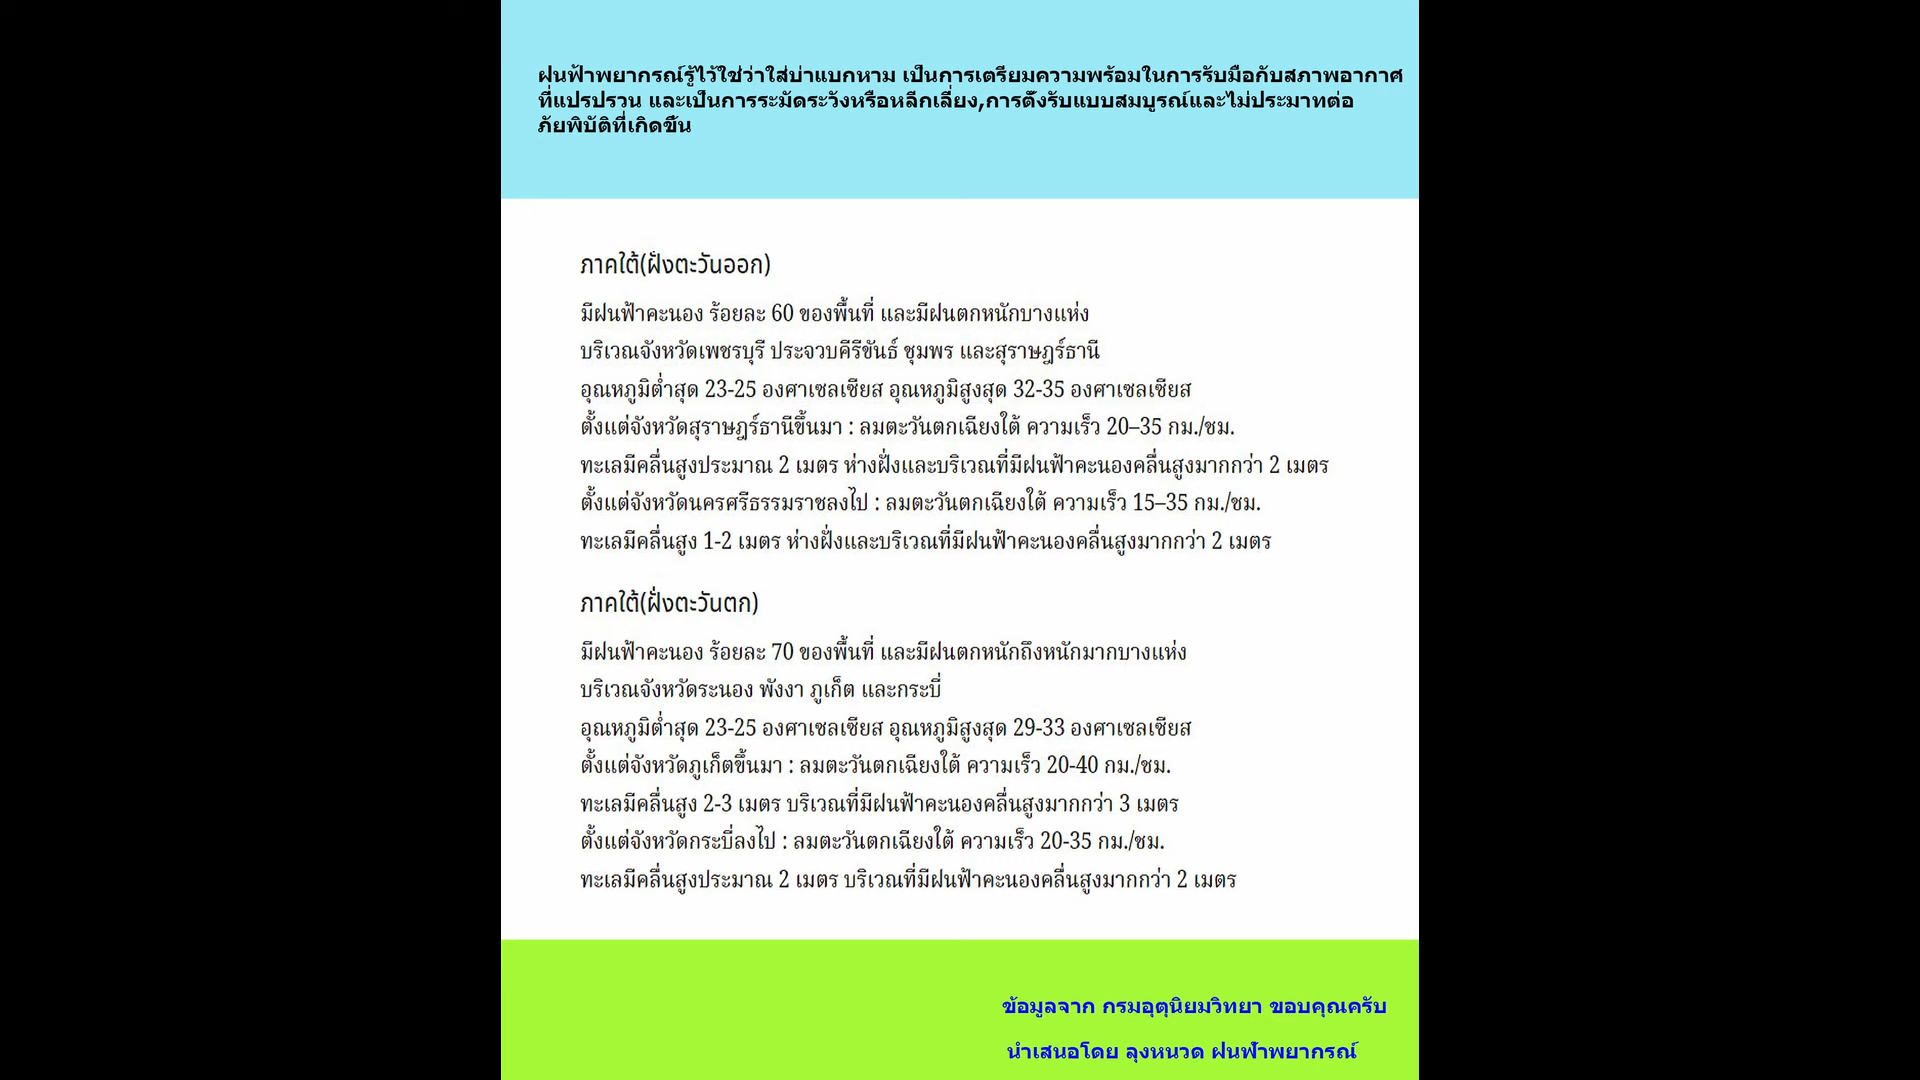 ฝนฟ้าพยากรณ์รู้ไว้ใช่ว่าใส่บ่าแบกหาม เป็นการเตรียมความพร้อมในการรับมือกับสภาพอากาศ
ที่แปรปรวน และเป็นการระมัดระวังหรือหลีกเลี่ยง,การตั้งรับแบบสมบูรณ์และไม่ประมาทต่อ
ภัยพิบัติที่เกิดขึ้น
ภาคใต้(ฝั่งตะวันออก)
มีฝนฟ้าคะนอง ร้อยละ 60 ของพื้นที่ และมีฝนตกหนักบางแห่ง
บริเวณจังหวัดเพชรบุรี ประจวบคีรีขันธ์ ชุมพร และสุราษฎร์ธานี
อุณหภูมิต่ำสุด 23-25 องศาเซลเซียส อุณหภูมิสูงสุด 32-35 องศาเซลเซียส
ตั้งแต่จังหวัดสุราษฎร์ธานีขึ้นมา : ลมตะวันตกเฉียงใต้ ความเร็ว 20–35 กม./ชม.
ทะเลมีคลื่นสูงประมาณ 2 เมตร ห่างฝั่งและบริเวณที่มีฝนฟ้าคะนองคลื่นสูงมากกว่า 2 เมตร
ตั้งแต่จังหวัดนครศรีธรรมราชลงไป : ลมตะวันตกเฉียงใต้ ความเร็ว 15–35 กม./ชม.
ทะเลมีคลื่นสูง 1-2 เมตร ห่างฝั่งและบริเวณที่มีฝนฟ้าคะนองคลื่นสูงมากกว่า 2 เมตร
ภาคใต้(ฝั่งตะวันตก)
มีฝนฟ้าคะนอง ร้อยละ 70 ของพื้นที่ และมีฝนตกหนักถึงหนักมากบางแห่ง
บริเวณจังหวัดระนอง พังงา ภูเก็ต และกระบี่
อุณหภูมิต่ำสุด 23-25 องศาเซลเซียส อุณหภูมิสูงสุด 29-33 องศาเซลเซียส
ตั้งแต่จังหวัดภูเก็ตขึ้นมา : ลมตะวันตกเฉียงใต้ ความเร็ว 20-40 กม./ชม.
ทะเลมีคลื่นสูง 2-3 เมตร บริเวณที่มีฝนฟ้าคะนองคลื่นสูงมากกว่า 3 เมตร
ตั้งแต่จังหวัดกระบี่ลงไป : ลมตะวันตกเฉียงใต้ ความเร็ว 20-35 กม./ชม.
ทะเลมีคลื่นสูงประมาณ 2 เมตร บริเวณที่มีฝนฟ้าคะนองคลื่นสูงมากกว่า 2 เมตร
ข้อมูลจาก กรมอุตุนิยมวิทยา ขอบคุณครับ
นำเสนอโดย ลุงหนวด ฝนฟ้าพยากรณ์